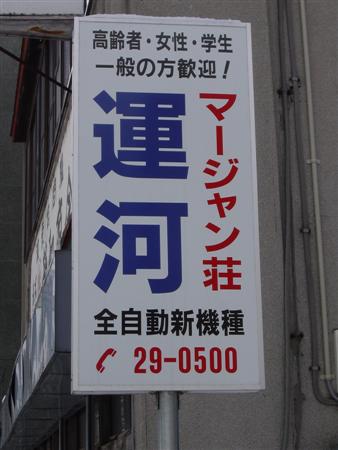 高齢者・女性・学生
一般の方歓迎!
マージャン荘
運河
全自動新機種
29-0500